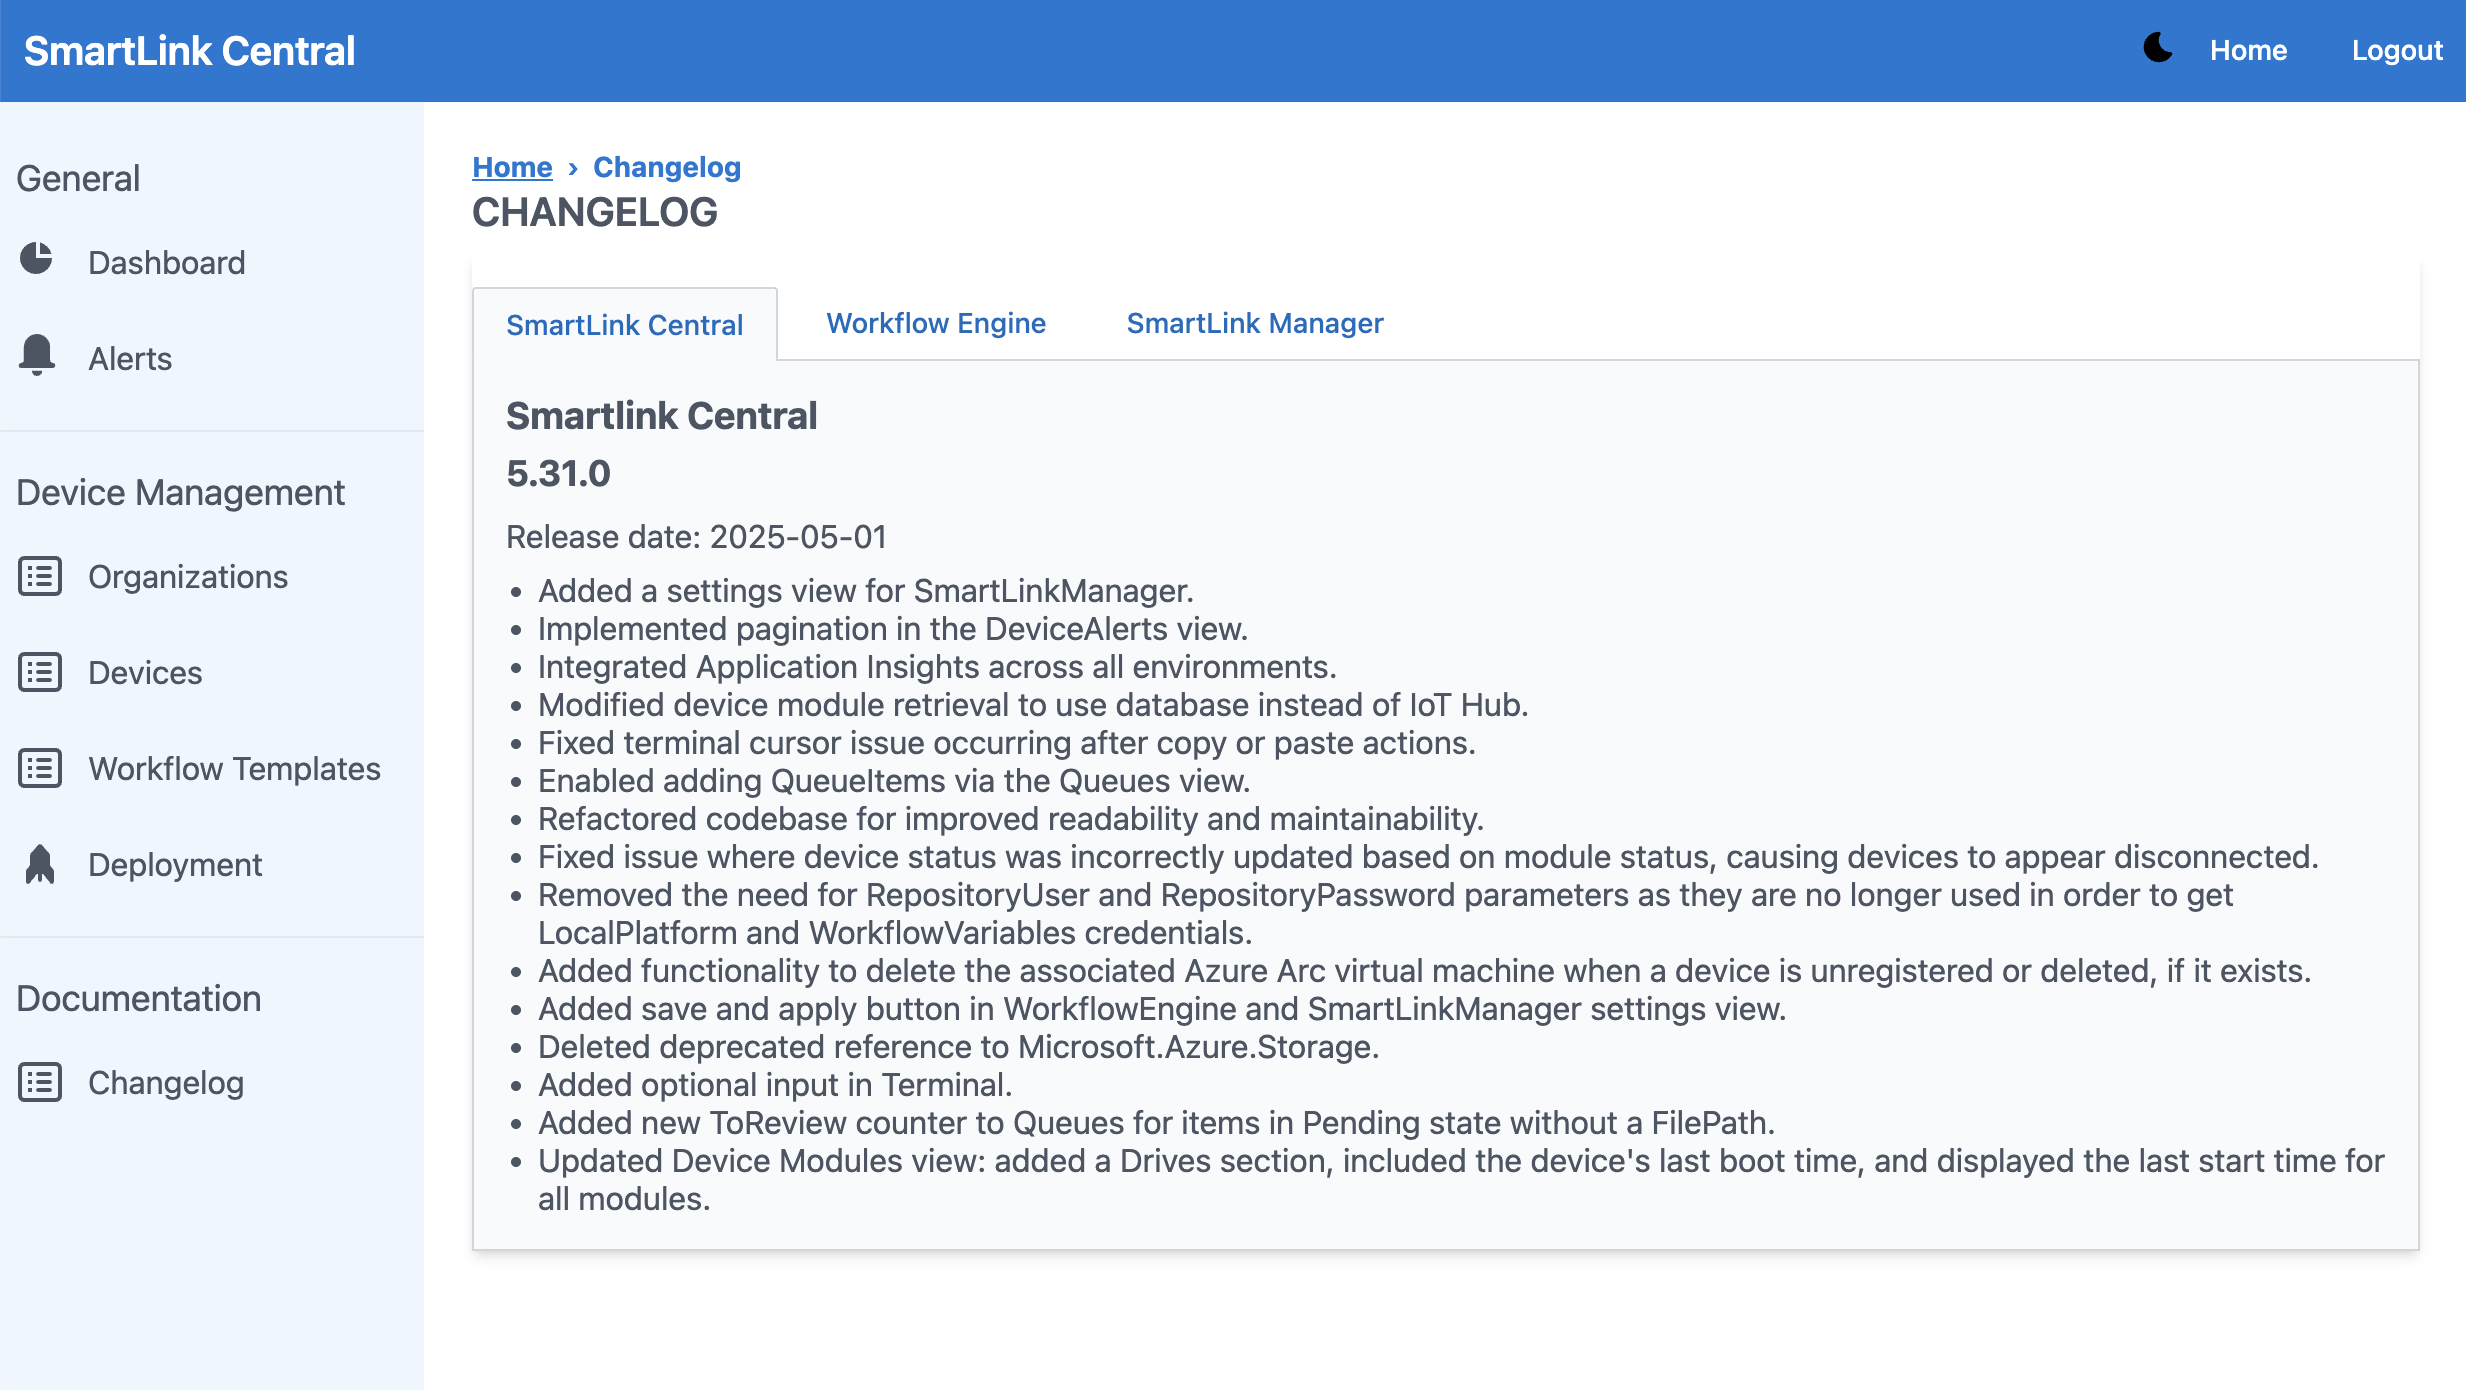 SmartLink Central
Home
Logout
General
Dashboard
Alerts
Device Management
Organizations
Devices
Workflow Templates
Deployment
Documentation
Changelog
Home › Changelog
CHANGELOG
SmartLink Central
Workflow Engine
SmartLink Manager
Smartlink Central
5.31.0
Release date: 2025-05-01
• Added a settings view for SmartLinkManager.
• Implemented pagination in the DeviceAlerts view.
• Integrated Application Insights across all environments.
• Modified device module retrieval to use database instead of IoT Hub.
• Fixed terminal cursor issue occurring after copy or paste actions.
• Enabled adding QueueItems via the Queues view.
• Refactored codebase for improved readability and maintainability.
• Fixed issue where device status was incorrectly updated based on module status, causing devices to appear disconnected.
• Removed the need for RepositoryUser and RepositoryPassword parameters as they are no longer used in order to get
LocalPlatform and WorkflowVariables credentials.
• Added functionality to delete the associated Azure Arc virtual machine when a device is unregistered or deleted, if it exists.
• Added save and apply button in WorkflowEngine and SmartLinkManager settings view.
• Deleted deprecated reference to Microsoft.Azure.Storage.
• Added optional input in Terminal.
• Added new ToReview counter to Queues for items in Pending state without a FilePath.
• Updated Device Modules view: added a Drives section, included the device's last boot time, and displayed the last start time for
all modules.